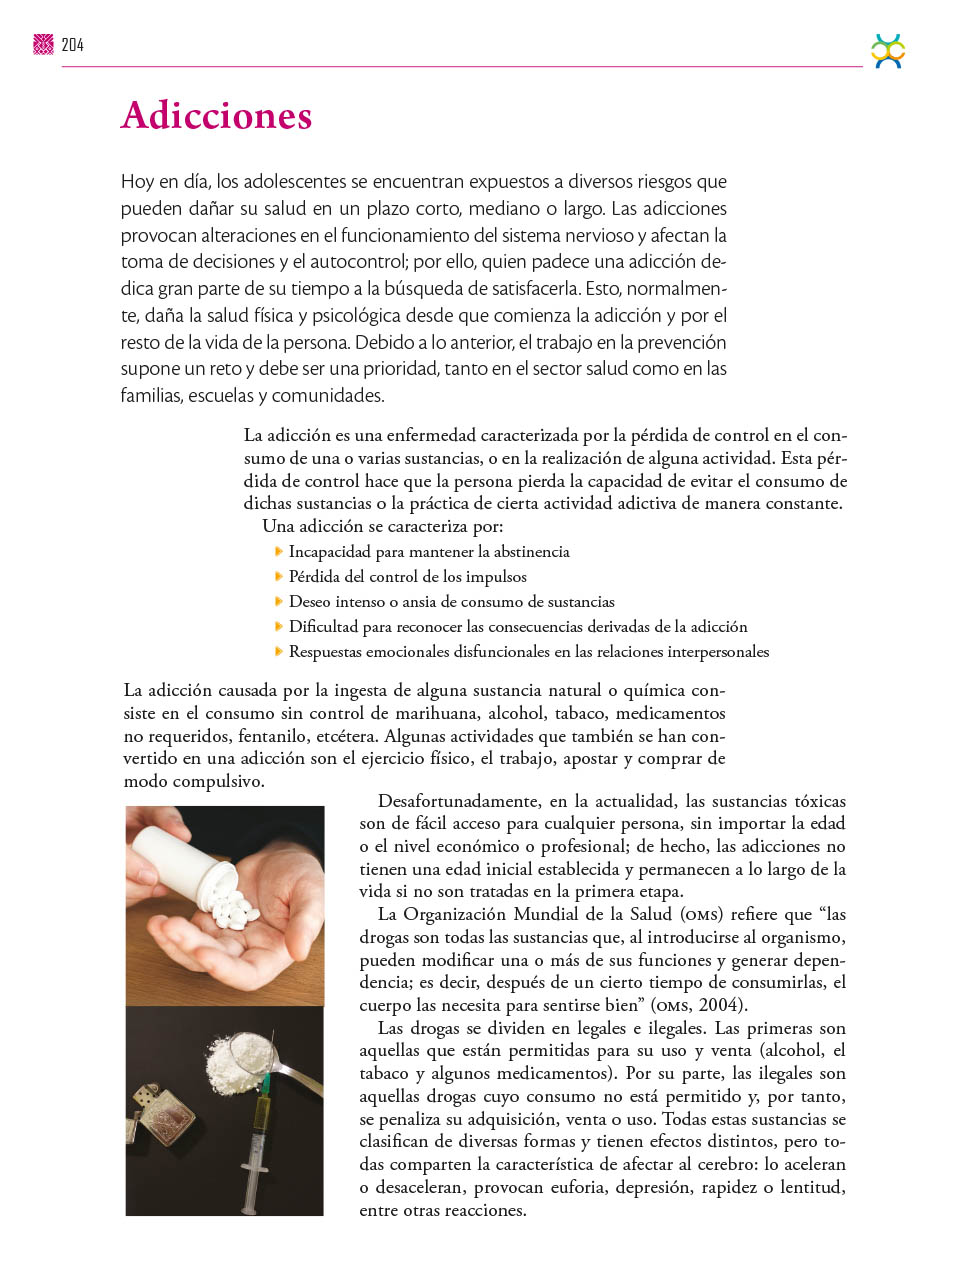 204
Adicciones
Hoy en día, los adolescentes se encuentran expuestos a diversos riesgos que
pueden dañar su salud en un plazo corto, mediano o largo. Las adicciones
provocan alteraciones en el funcionamiento del sistema nervioso y afectan la
toma de decisiones y el autocontrol; por ello, quien padece una adicción de-
dica gran parte de su tiempo a la búsqueda de satisfacerla. Esto, normalmen-
te, daña la salud física y psicológica desde que comienza la adicción y por el
resto de la vida de la persona. Debido a lo anterior, el trabajo en la prevención
supone un reto y debe ser una prioridad, tanto en el sector salud como en las
familias, escuelas y comunidades.
La adicción es una enfermedad caracterizada por la pérdida de control en el con-
sumo de una o varias sustancias, o en la realización de alguna actividad. Esta pér-
dida de control hace que la persona pierda la capacidad de evitar el consumo de
dichas sustancias o la práctica de cierta actividad adictiva de manera constante.
Una adicción se caracteriza por:
Incapacidad para mantener la abstinencia
Pérdida del control de los impulsos
Deseo intenso o ansia de consumo de sustancias
Dificultad para reconocer las consecuencias derivadas de la adicción
Respuestas emocionales disfuncionales en las relaciones interpersonales
La adicción causada por la ingesta de alguna sustancia natural o química con-
siste en el consumo sin control de marihuana, alcohol, tabaco, medicamentos
no requeridos, fentanilo, etcétera. Algunas actividades que también se han con-
vertido en una adicción son el ejercicio físico, el trabajo, apostar y comprar de
modo compulsivo.
Desafortunadamente, en la actualidad, las sustancias tóxicas
son de fácil acceso para cualquier persona, sin importar la edad
o el nivel económico o profesional; de hecho, las adicciones no
tienen una edad inicial establecida y permanecen a lo largo de la
vida si no son tratadas en la primera etapa.
La Organización Mundial de la Salud (OMS) refiere que “las
drogas son todas las sustancias que, al introducirse al organismo,
pueden modificar una o más de sus funciones y generar depen-
dencia; es decir, después de un cierto tiempo de consumirlas, el
cuerpo las necesita para sentirse bien” (OMS, 2004).
Las drogas se dividen en legales e ilegales. Las primeras son
aquellas que están permitidas para su uso y venta (alcohol, el
tabaco y algunos medicamentos). Por su parte, las ilegales son
aquellas drogas cuyo consumo no está permitido y, por tanto,
se penaliza su adquisición, venta o uso. Todas estas sustancias se
clasifican de diversas formas y tienen efectos distintos, pero to-
das comparten la característica de afectar al cerebro: lo aceleran
o desaceleran, provocan euforia, depresión, rapidez o lentitud,
entre otras reacciones.